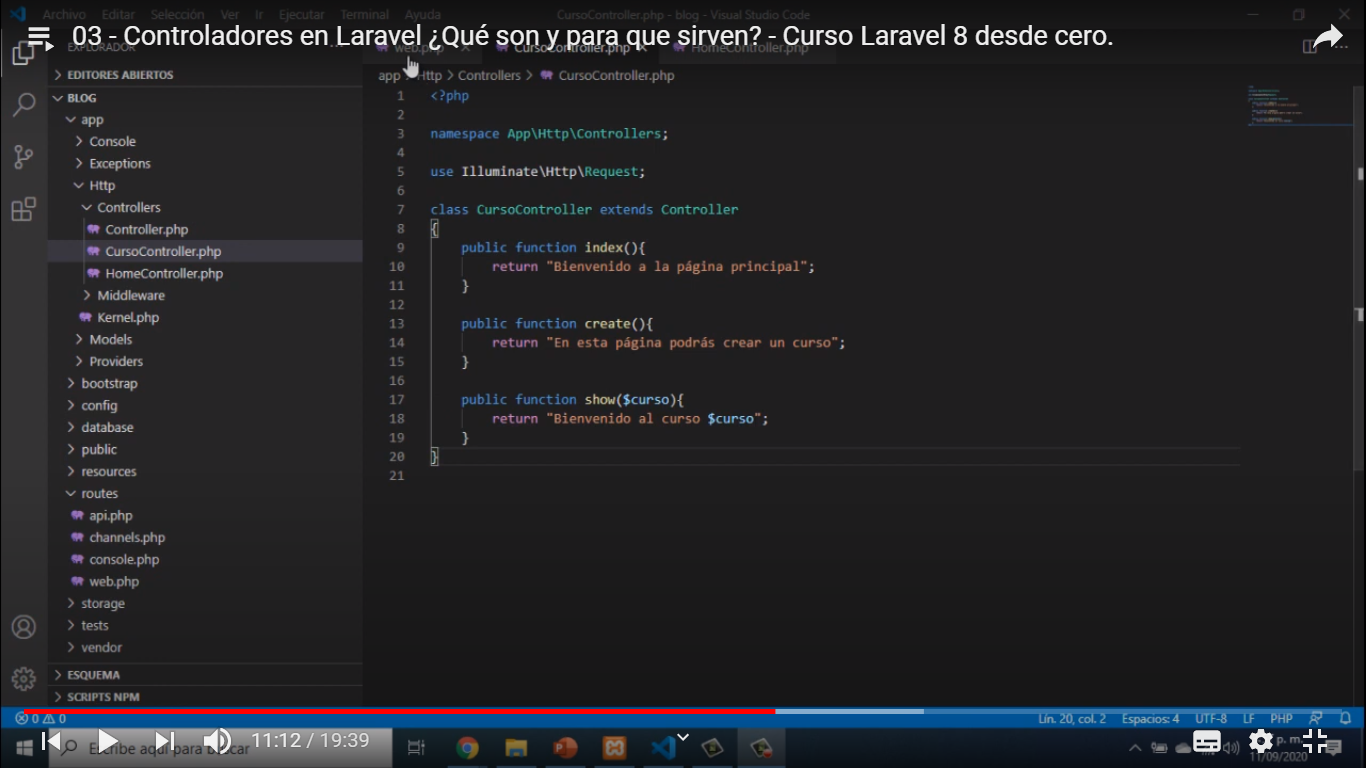 Archivo Editar Selección Ver Ir Ejecutar Terminal Ayuda CursoController.php - blog - Visual Studio Code
03 - Controladores en Laravel ¿Qué son y para que sirven? - Curso Laravel 8 desde cero.
EXPLORADOR web.php CursoController.php HomeController.php
EDITORES ABIERTOS
app > Http > Controllers > CursoController.php
BLOG
app
Console
Exceptions
Http
Controllers
Controller.php
CursoController.php
HomeController.php
Middleware
Kernel.php
Models
Providers
bootstrap
config
database
public
resources
routes
api.php
channels.php
console.php
web.php
storage
tests
vendor
ESQUEMA
SCRIPTS NPM
1 <?php
2
3 namespace App\Http\Controllers;
4
5 use Illuminate\Http\Request;
6
7 class CursoController extends Controller
8 {
9 public function index(){
10 return "Bienvenido a la página principal";
11 }
12
13 public function create(){
14 return "En esta página podrás crear un curso";
15 }
16
17 public function show($curso){
18 return "Bienvenido al curso $curso";
19 }
20 }
21
0 0 Lín. 20, col. 2 Espacios: 4 UTF-8 LF PHP
Escribe aquí para buscar
11:12 / 19:39
p. m.
11/09/2020